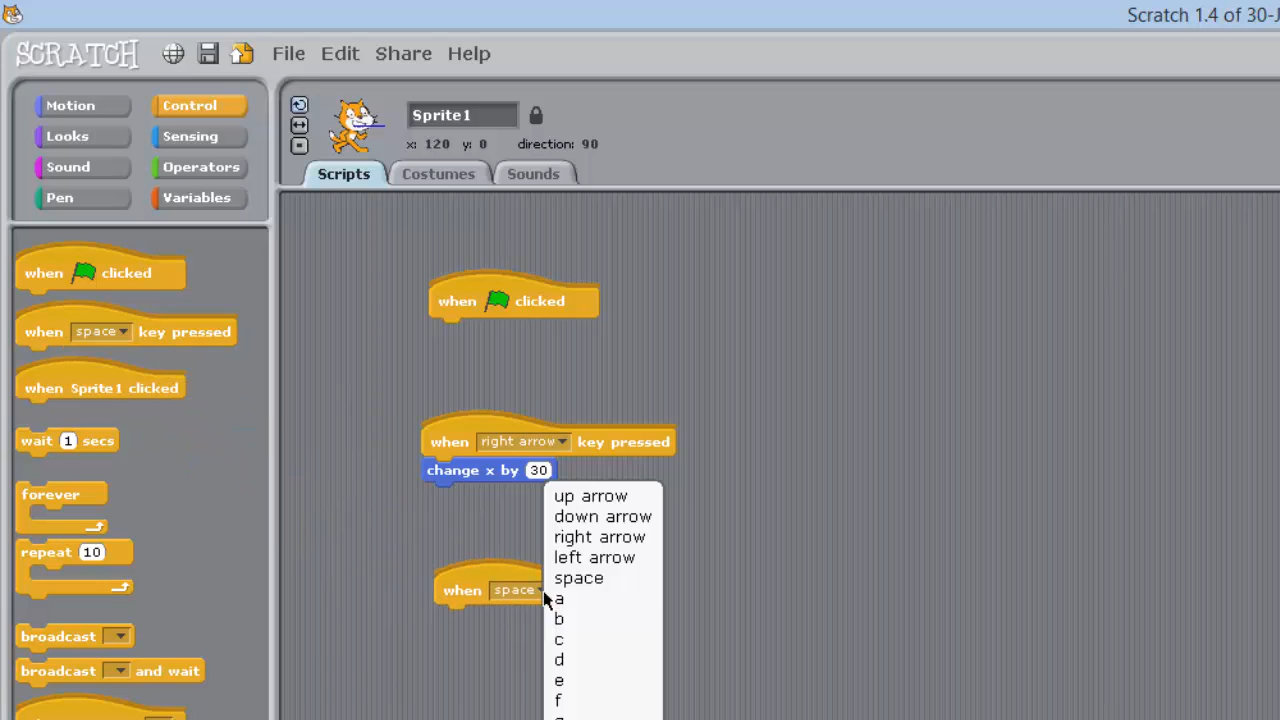 Scratch 1.4 of 30-J
SCRATCH File Edit Share Help
Motion Control
Looks Sensing
Sound Operators
Pen Variables
Sprite1
x: 120 y: 0 direction: 90
Scripts Costumes Sounds
when clicked
when space key pressed
when Sprite1 clicked
wait 1 secs
forever
repeat 10
broadcast
broadcast and wait
when clicked
when right arrow key pressed
change x by 30
when space
up arrow
down arrow
right arrow
left arrow
space
a
b
c
d
e
f